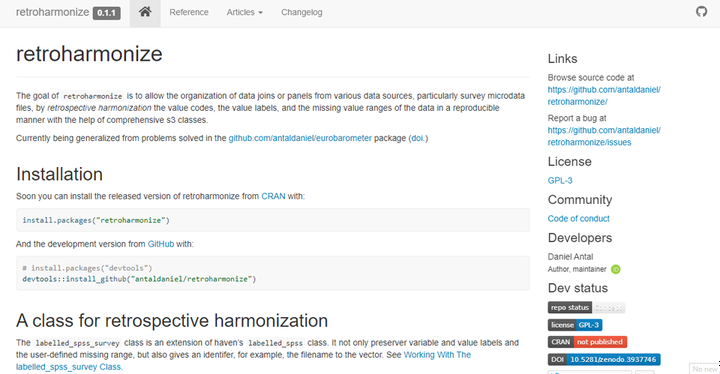 retroharmonize 0.1.1 Reference Articles Changelog
retroharmonize
The goal of retroharmonize is to allow the organization of data joins or panels from various data sources, particularly survey microdata
files, by retrospective harmonization the value codes, the value labels, and the missing value ranges of the data in a reproducible
manner with the help of comprehensive s3 classes.
Currently being generalized from problems solved in the github.com/antaldaniel/eurobarometer package (doi.)
Installation
Soon you can install the released version of retroharmonize from CRAN with:
install.packages("retroharmonize")
And the development version from GitHub with:
# install.packages("devtools")
devtools::install_github("antaldaniel/retroharmonize")
A class for retrospective harmonization
The labelled_spss_survey class is an extension of haven's labelled_spss class. It not only preserver variable and value labels and
the user-defined missing range, but also gives an identifer, for example, the filename to the vector. See Working With The
labelled_spss_survey Class.
Links
Browse source code at
https://github.com/antaldaniel/
retroharmonize/
Report a bug at
https://github.com/antaldaniel/
retroharmonize/issues
License
GPL-3
Community
Code of conduct
Developers
Daniel Antal
Author, maintainer iD
Dev status
repo status Concept
license GPL-3
CRAN not published
DOI 10.5281/zenodo.3937746
No new